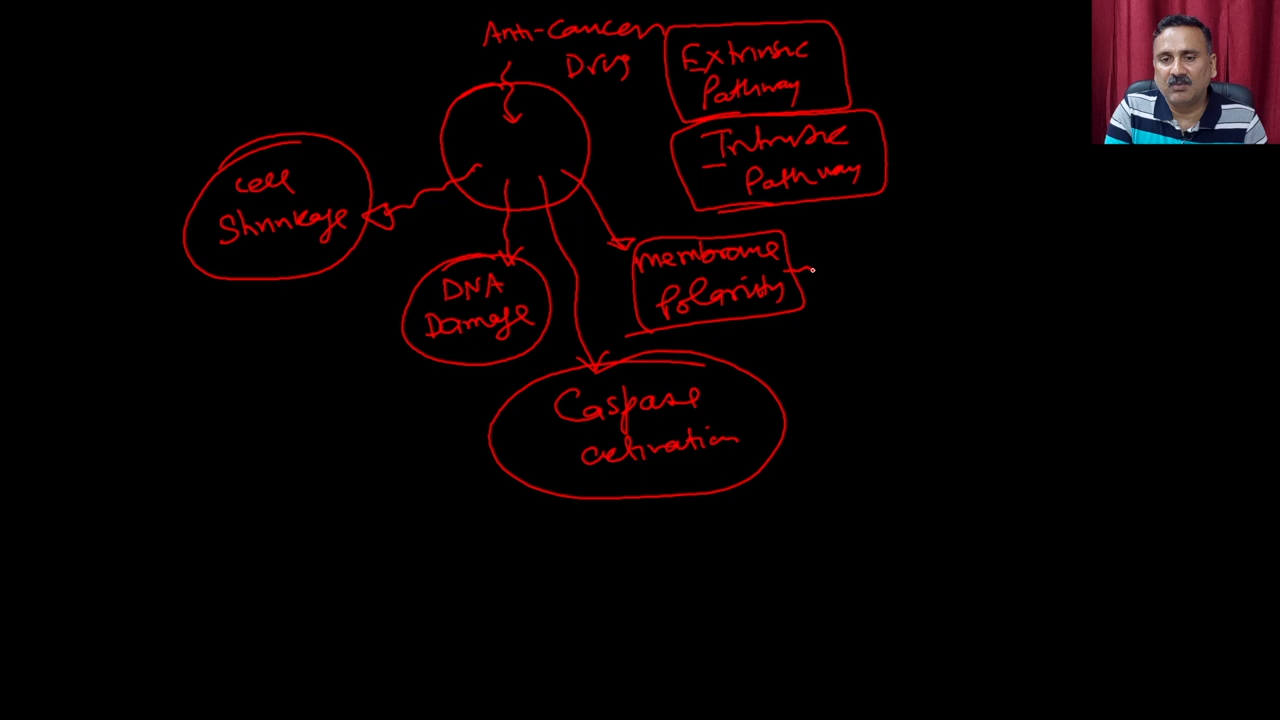 Anti-Cancer
Drug
Extrinsic
Pathway
Intrinsic
Pathway
Cell
Shrinkage
DNA
Damage
Membrane
Polarity
Caspase
activation